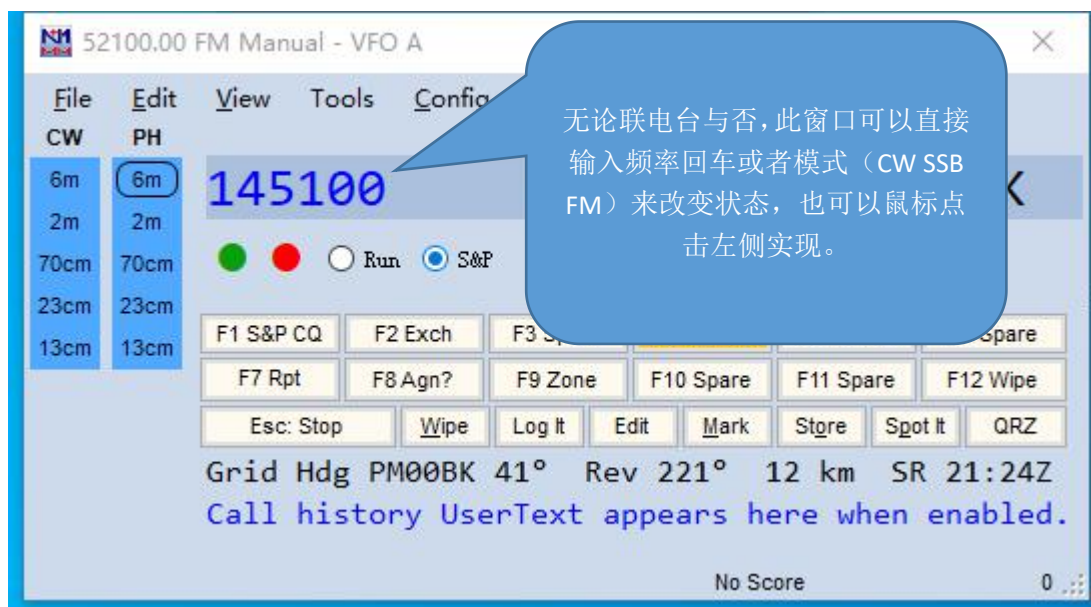 52100.00 FM Manual - VFO A
File Edit View Tools Config
CW PH
无论联电台与否，此窗口可以直接
输入频率回车或者模式（CW SSB
FM）来改变状态，也可以鼠标点
击左侧实现。
6m 6m
145100
2m 2m
70cm 70cm
Run S&P
23cm 23cm
13cm 13cm
F1 S&P CQ F2 Exch F3 Spare
F7 Rpt F8 Agn? F9 Zone F10 Spare F11 Spare F12 Wipe
Esc: Stop Wipe Log It Edit Mark Store Spot It QRZ
Grid Hdg PM00BK 41° Rev 221° 12 km SR 21:24Z
Call history UserText appears here when enabled.
No Score 0